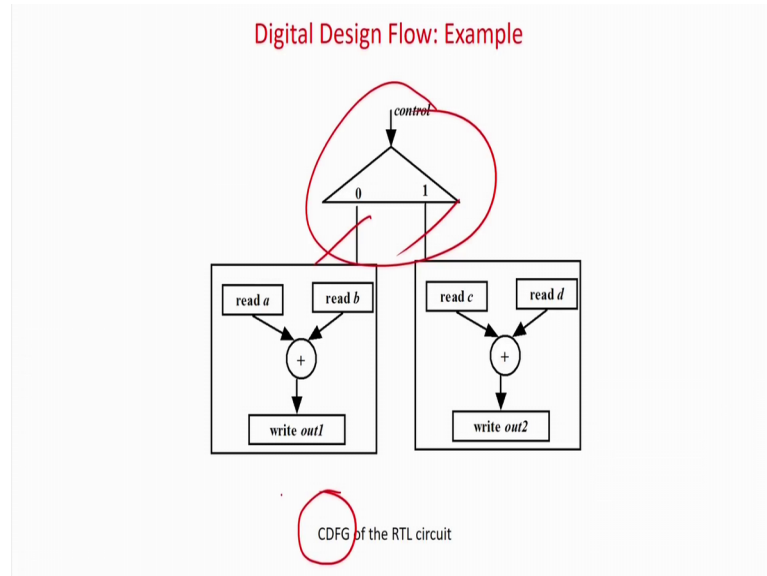 Digital Design Flow: Example
control
0 1
read a read b read c read d
+ +
write out1 write out2
CDFG of the RTL circuit